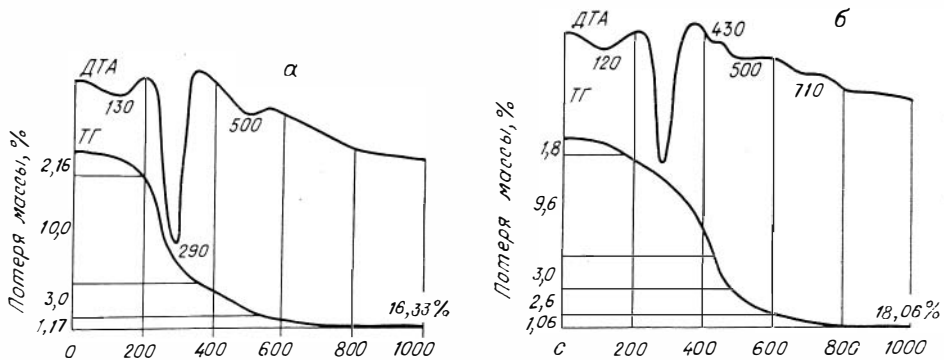 а
ДТА
130
500
ТГ
290
Потеря массы, %
2,16
10,0
3,0
1,17
16,33%
0 200 400 600 800 1000
б
ДТА
430
120
500
710
ТГ
Потеря массы, %
1,8
9,6
3,0
2,6
1,06
18,06%
С 200 400 600 800 1000